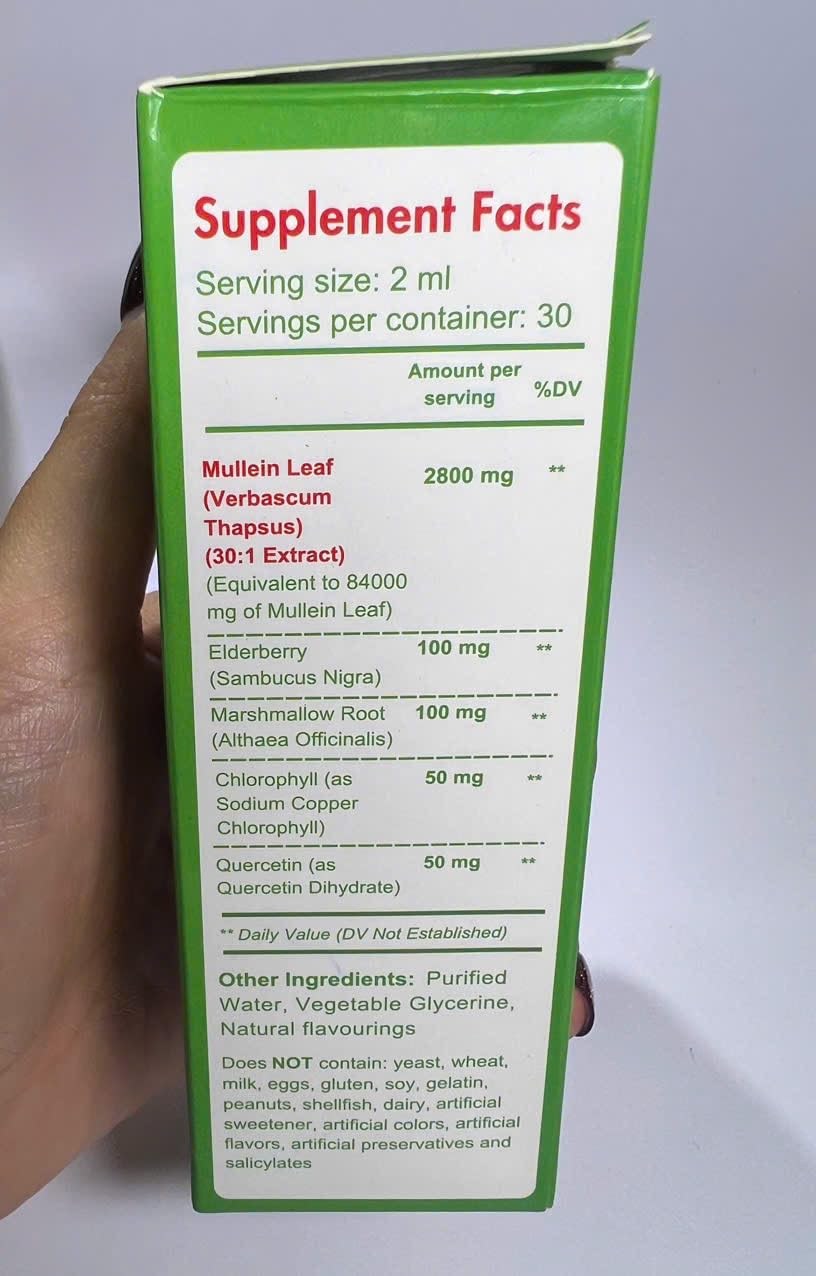 Supplement Facts
Serving size: 2 ml
Servings per container: 30
Amount per
serving %DV
Mullein Leaf 2800 mg **
(Verbascum
Thapsus)
(30:1 Extract)
(Equivalent to 84000
mg of Mullein Leaf)
Elderberry 100 mg **
(Sambucus Nigra)
Marshmallow Root 100 mg **
(Althaea Officinalis)
Chlorophyll (as 50 mg **
Sodium Copper
Chlorophyll)
Quercetin (as 50 mg **
Quercetin Dihydrate)
** Daily Value (DV Not Established)
Other Ingredients: Purified
Water, Vegetable Glycerine,
Natural flavourings
Does NOT contain: yeast, wheat,
milk, eggs, gluten, soy, gelatin,
peanuts, shellfish, dairy, artificial
sweetener, artificial colors, artificial
flavors, artificial preservatives and
salicylates